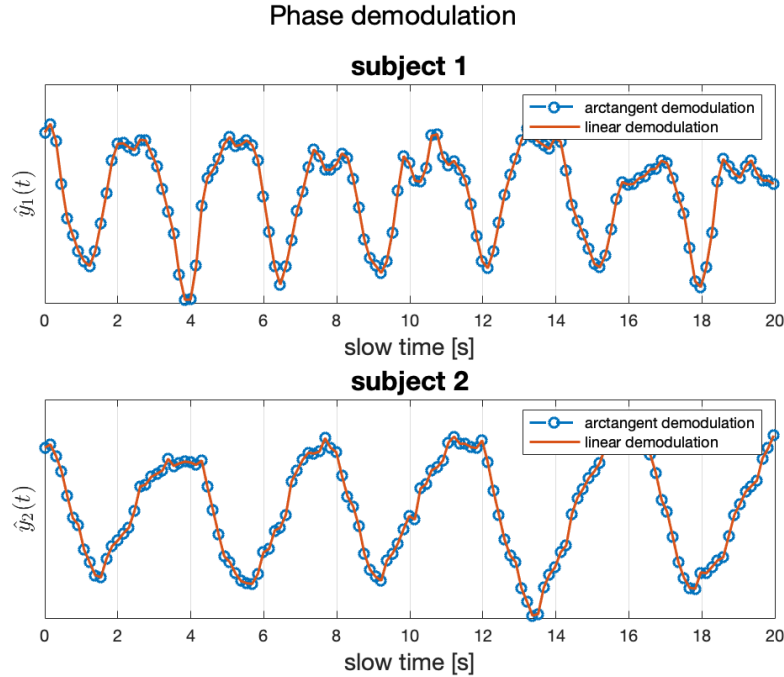 Phase demodulation
subject 1
arctangent demodulation
linear demodulation
ŷ₁(t)
0 2 4 6 8 10 12 14 16 18 20
slow time [s]
subject 2
arctangent demodulation
linear demodulation
ŷ₂(t)
0 2 4 6 8 10 12 14 16 18 20
slow time [s]